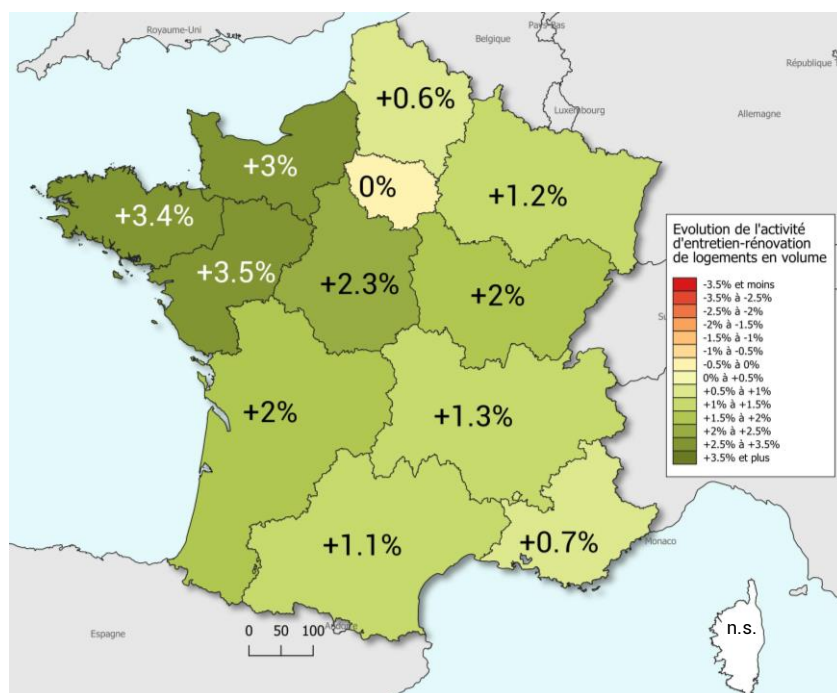 Royaume-Uni
Pays-Bas
Belgique
République
Luxembourg
Allemagne
+0.6%
+3%
0%
+1.2%
+3.4%
+3.5%
+2.3%
+2%
Evolution de l'activité
d'entretien-rénovation
de logements en volume
-3.5% et moins
-3.5% à -2.5%
-2.5% à -2%
-2% à -1.5%
-1.5% à -1%
-1% à -0.5%
-0.5% à 0%
0% à +0.5%
+0.5% à +1%
+1% à +1.5%
+1.5% à +2%
+2% à +2.5%
+2.5% à +3.5%
+3.5% et plus
Su
+2%
+1.3%
+1.1%
+0.7%
Monaco
n.s.
Espagne
Andorre
0 50 100